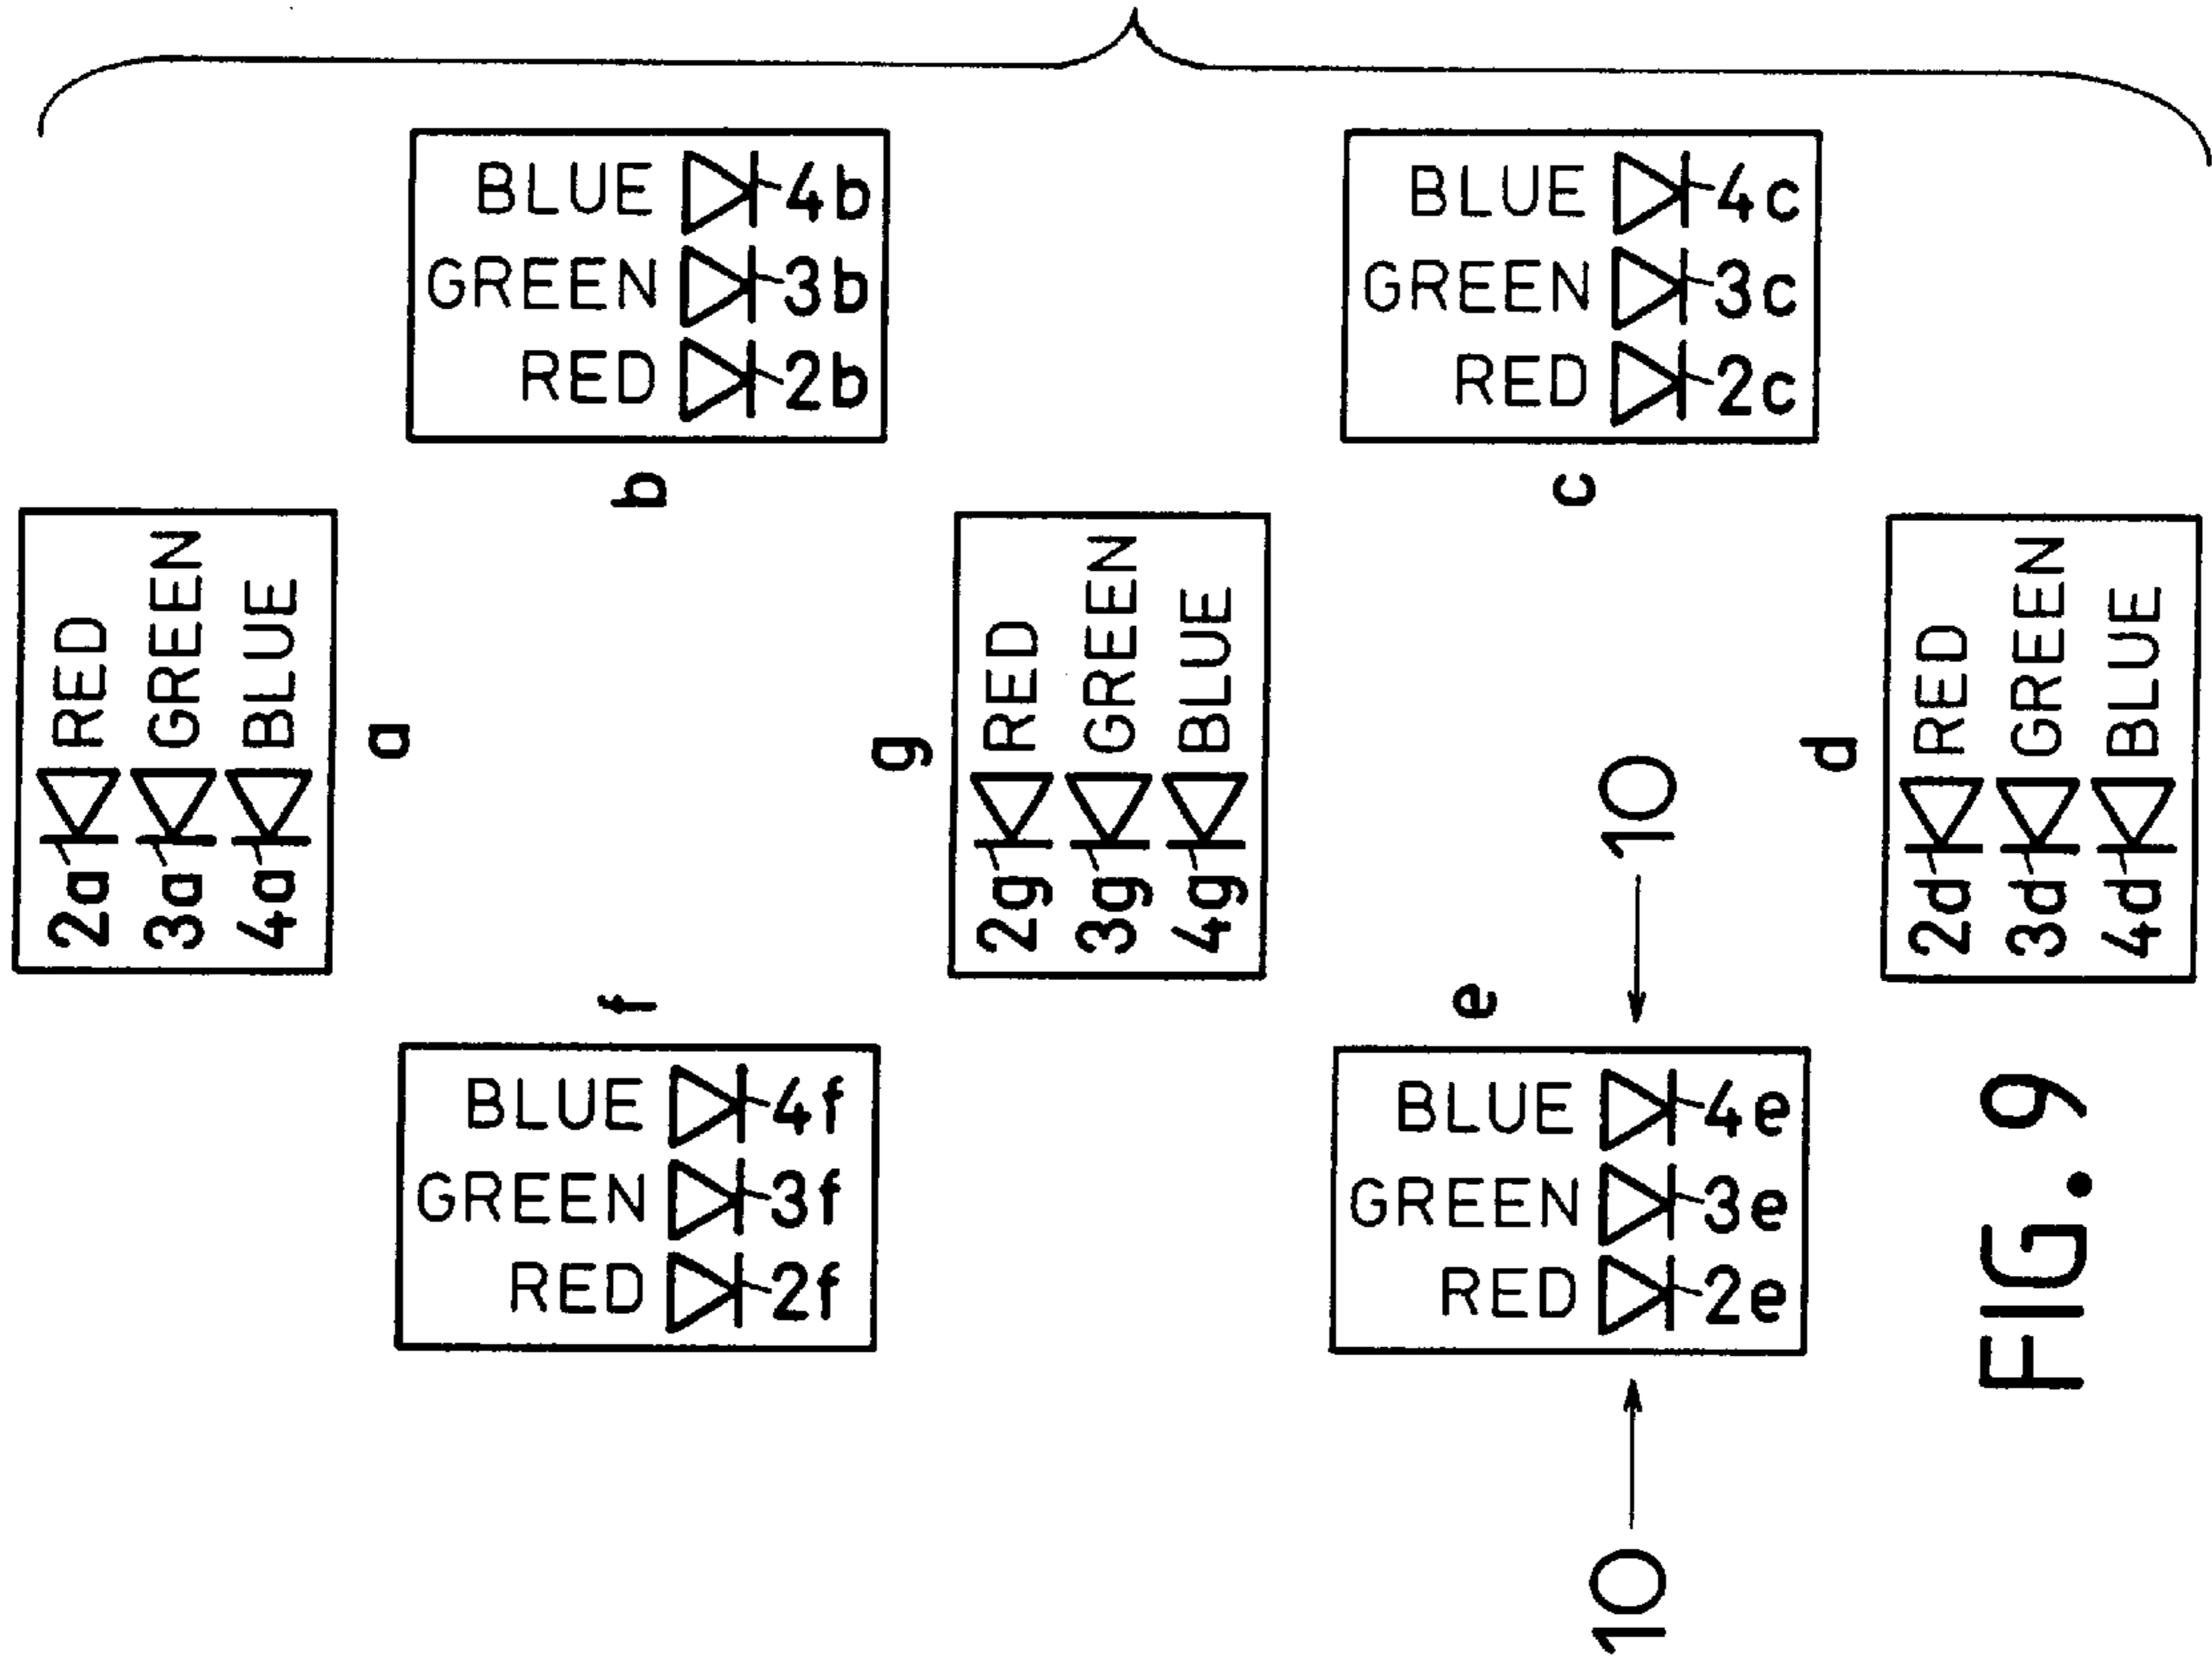 2a RED
3a GREEN
4a BLUE
a
BLUE 4b
GREEN 3b
RED 2b
b
BLUE 4f
GREEN 3f
RED 2f
f
g
2g RED
3g GREEN
4g BLUE
BLUE 4c
GREEN 3c
RED 2c
c
BLUE 4e
GREEN 3e
RED 2e
e
10
10
d
2d RED
3d GREEN
4d BLUE
FIG. 9